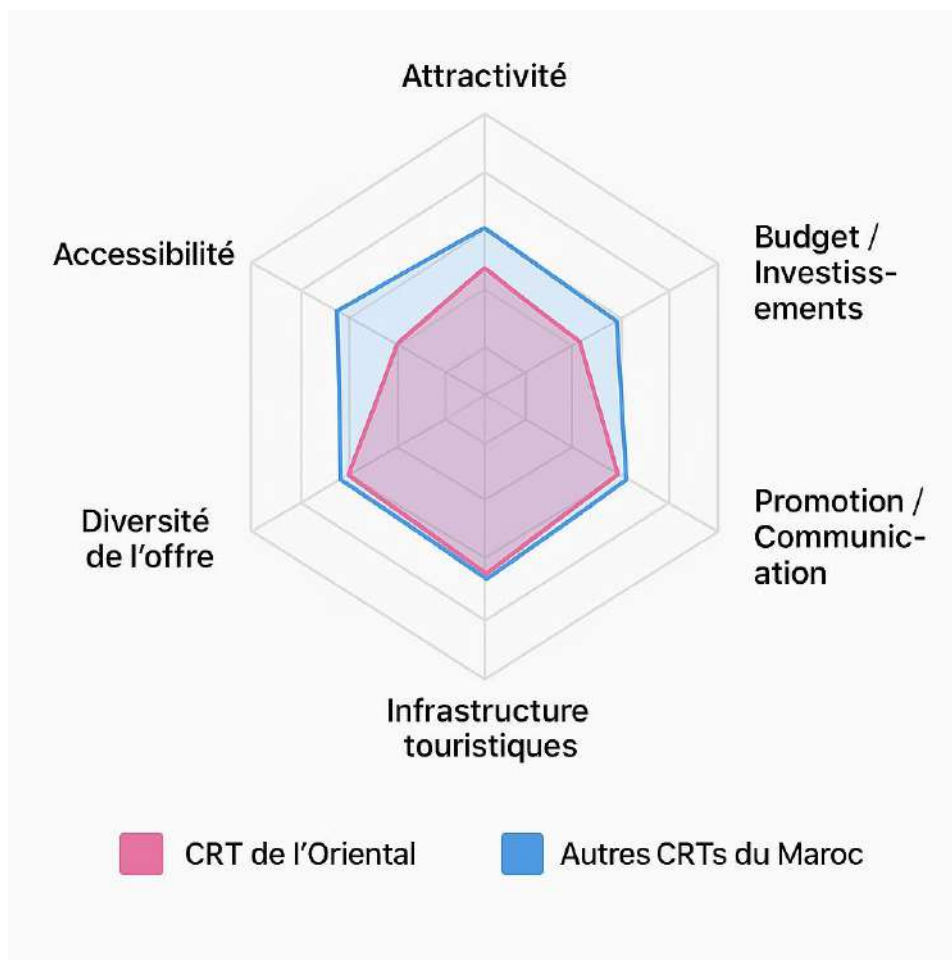 Attractivité
Accessibilité
Budget /
Investiss-
ements
Diversité
de l'offre
Promotion /
Communic-
ation
Infrastructure
touristiques
CRT de l'Oriental
Autres CRTs du Maroc